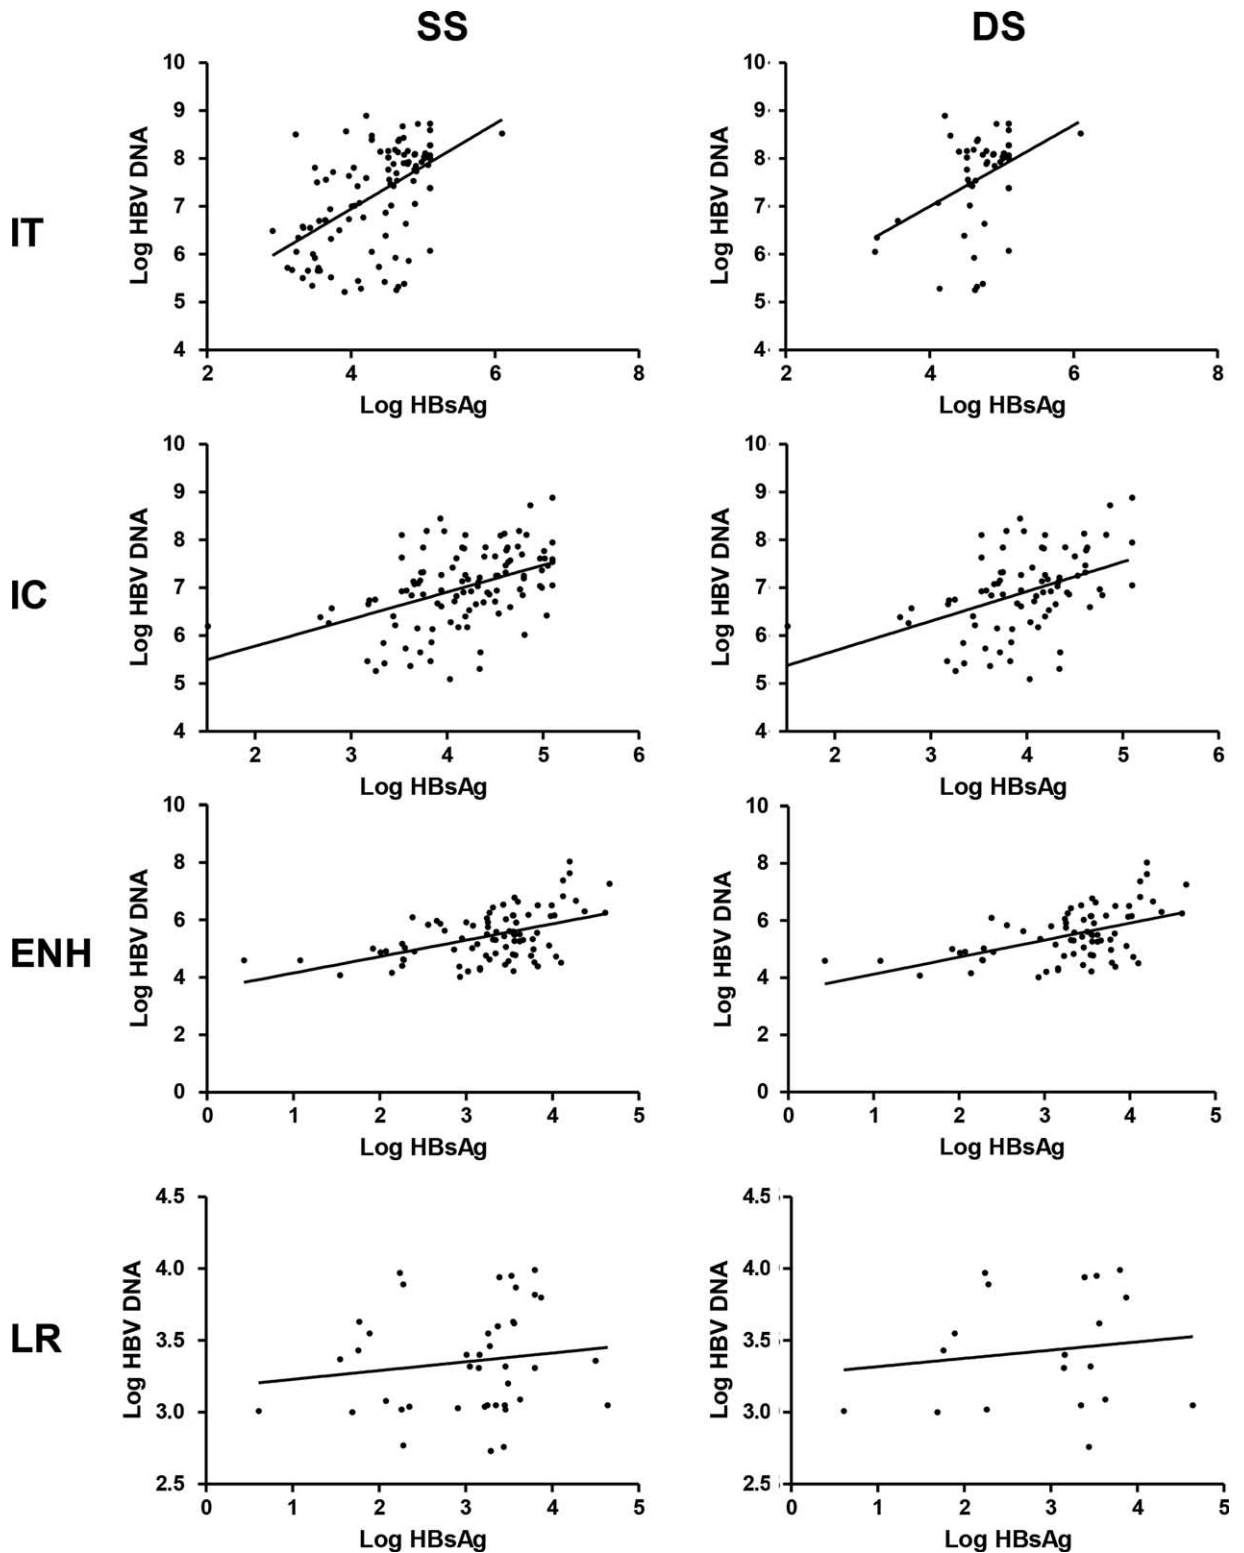 SS DS
10 10
9 9
8 8
7 7
6 6
5 5
4 4
Log HBV DNA Log HBV DNA
IT
2 4 6 8 2 4 6 8
Log HBsAg Log HBsAg
10 10
9 9
8 8
7 7
6 6
5 5
4 4
Log HBV DNA Log HBV DNA
IC
2 3 4 5 6 2 3 4 5 6
Log HBsAg Log HBsAg
10 10
8 8
6 6
4 4
2 2
0 0
Log HBV DNA Log HBV DNA
ENH
0 1 2 3 4 5 0 1 2 3 4 5
Log HBsAg Log HBsAg
4.5 4.5
4.0 4.0
3.5 3.5
3.0 3.0
2.5 2.5
Log HBV DNA Log HBV DNA
LR
0 1 2 3 4 5 0 1 2 3 4 5
Log HBsAg Log HBsAg